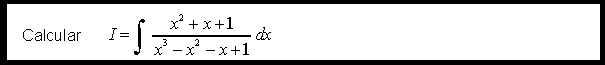 Calcular I = ∫ (x² + x + 1) / (x³ − x² − x + 1) dx